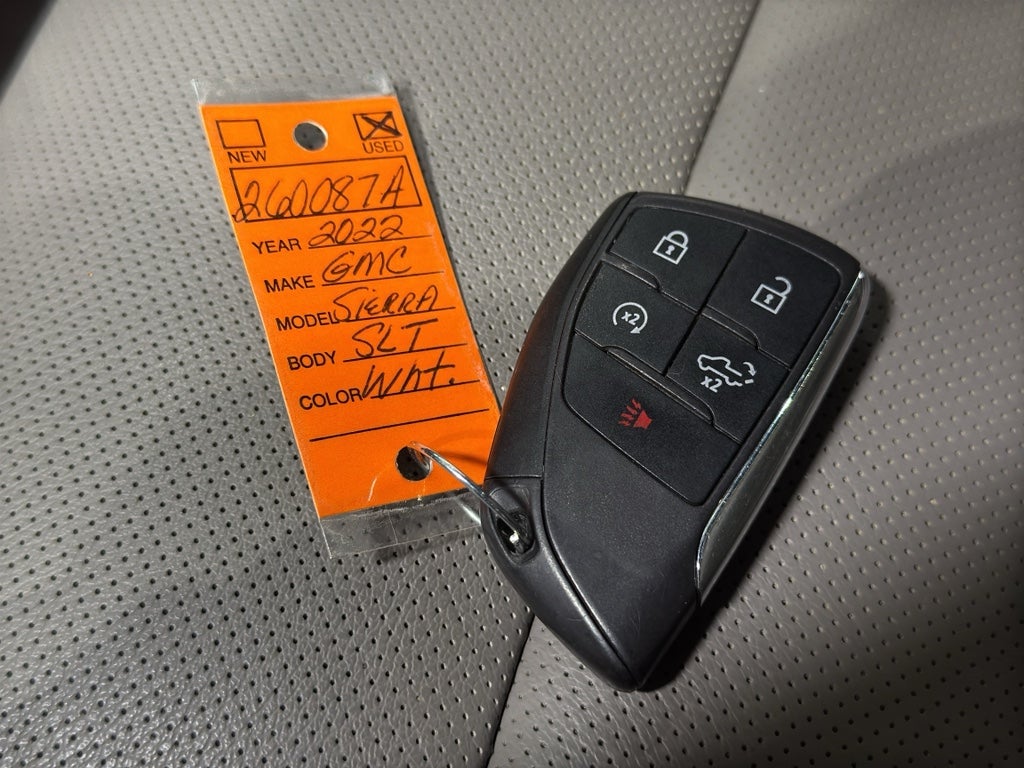 NEW USED
260087A
YEAR 2022
MAKE GMC
MODEL SIERRA
BODY SLT
COLOR Wht.
x2
x2